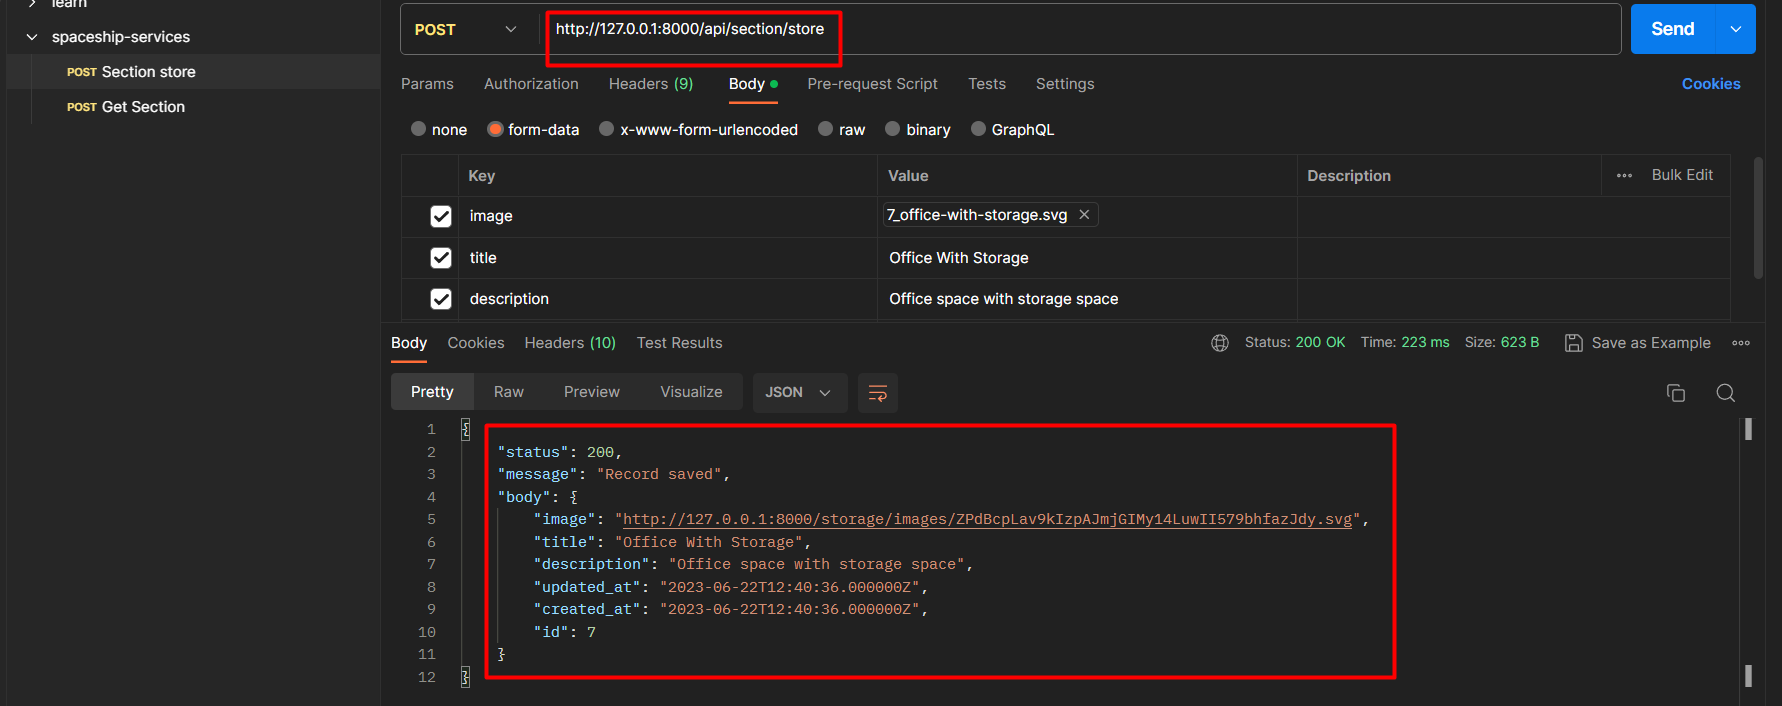 learn
spaceship-services
POST Section store
POST Get Section
POST
http://127.0.0.1:8000/api/section/store
Send
Params Authorization Headers (9) Body Pre-request Script Tests Settings Cookies
none form-data x-www-form-urlencoded raw binary GraphQL
Key Value Description Bulk Edit
image 7_office-with-storage.svg
title Office With Storage
description Office space with storage space
Body Cookies Headers (10) Test Results Status: 200 OK Time: 223 ms Size: 623 B Save as Example
Pretty Raw Preview Visualize JSON
1 {
2 "status": 200,
3 "message": "Record saved",
4 "body": {
5 "image": "http://127.0.0.1:8000/storage/images/ZPdBcpLav9kIzpAJmjGIMy14LuwII579bhfazJdy.svg",
6 "title": "Office With Storage",
7 "description": "Office space with storage space",
8 "updated_at": "2023-06-22T12:40:36.000000Z",
9 "created_at": "2023-06-22T12:40:36.000000Z",
10 "id": 7
11 }
12 }